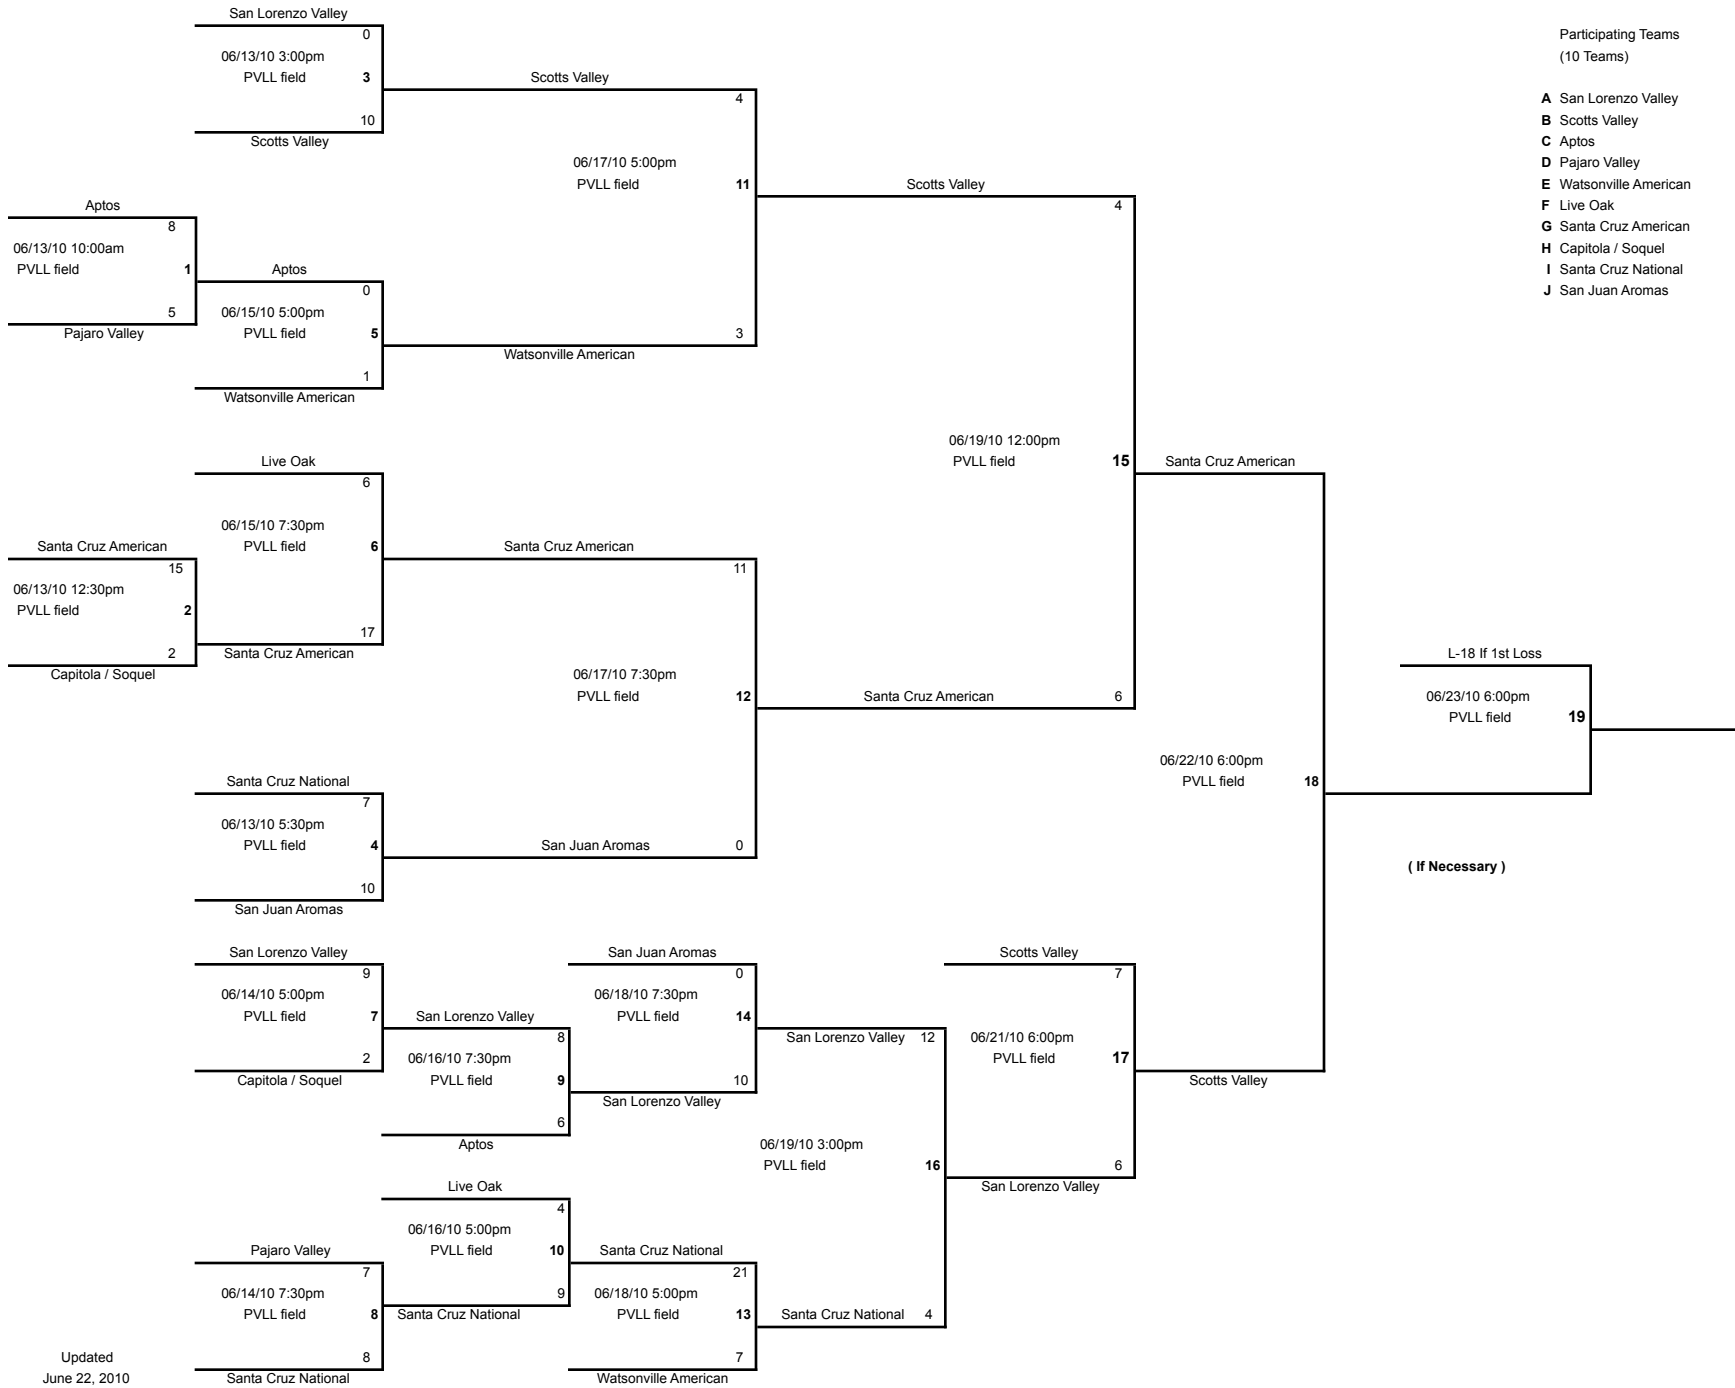 San Lorenzo Valley
0
06/13/10 3:00pm
PVLL field 3
10
Scotts Valley
Aptos
8
06/13/10 10:00am
PVLL field 1
5
Pajaro Valley
Aptos
0
06/15/10 5:00pm
PVLL field 5
1
Watsonville American
Scotts Valley
4
06/17/10 5:00pm
PVLL field 11
3
Watsonville American
Live Oak
6
06/15/10 7:30pm
PVLL field 6
17
Santa Cruz American
Santa Cruz American
15
06/13/10 12:30pm
PVLL field 2
2
Capitola / Soquel
Santa Cruz American
11
06/17/10 7:30pm
PVLL field 12
San Juan Aromas 0
Santa Cruz National
7
06/13/10 5:30pm
PVLL field 4
10
San Juan Aromas
Scotts Valley
4
06/19/10 12:00pm
PVLL field 15
Santa Cruz American 6
Santa Cruz American
06/22/10 6:00pm
PVLL field 18
Scotts Valley
L-18 If 1st Loss
06/23/10 6:00pm
PVLL field 19
( If Necessary )
San Lorenzo Valley
9
06/14/10 5:00pm
PVLL field 7
2
Capitola / Soquel
San Lorenzo Valley
8
06/16/10 7:30pm
PVLL field 9
6
Aptos
San Juan Aromas
0
06/18/10 7:30pm
PVLL field 14
10
San Lorenzo Valley
San Lorenzo Valley 12
06/19/10 3:00pm
PVLL field 16
Santa Cruz National 4
Scotts Valley
7
06/21/10 6:00pm
PVLL field 17
6
San Lorenzo Valley
Live Oak
4
06/16/10 5:00pm
PVLL field 10
9
Santa Cruz National
Pajaro Valley
7
06/14/10 7:30pm
PVLL field 8
8
Santa Cruz National
Santa Cruz National
21
06/18/10 5:00pm
PVLL field 13
7
Watsonville American
Participating Teams
(10 Teams)
A San Lorenzo Valley
B Scotts Valley
C Aptos
D Pajaro Valley
E Watsonville American
F Live Oak
G Santa Cruz American
H Capitola / Soquel
I Santa Cruz National
J San Juan Aromas
Updated
June 22, 2010